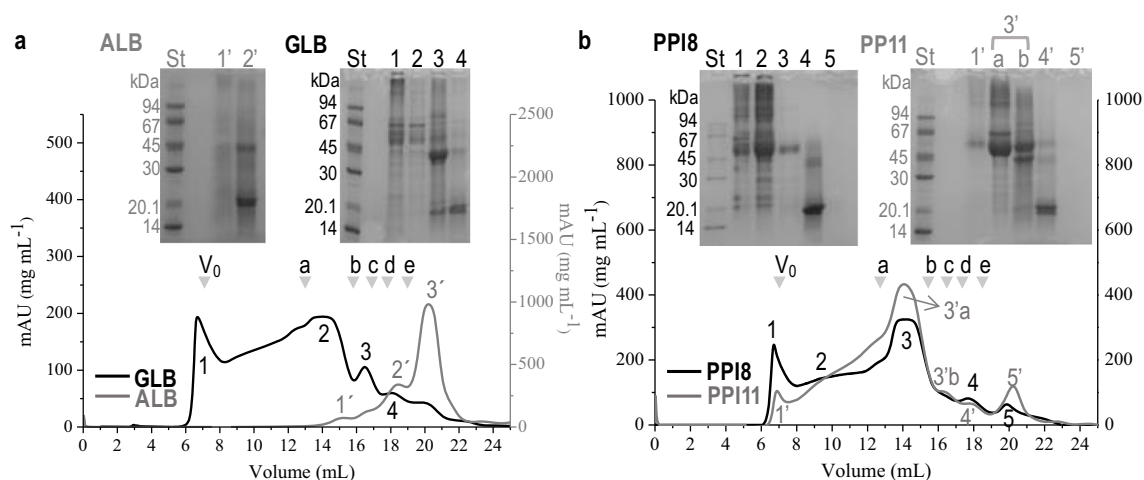 a
ALB
St 1' 2'
kDa
94
67
45
30
20.1
14
GLB
St 1 2 3 4
kDa
94
67
45
30
20.1
14
V0 a b c d e
mAU (mg mL-1)
500
400
300
200
100
0
2500
2000
1500
1000
500
0
mAU (mg mL-1)
1 2 3 4
1´ 2´ 3´
GLB
ALB
0 2 4 6 8 10 12 14 16 18 20 22 24
Volume (mL)
b
PPI8
St 1 2 3 4 5
kDa
94
67
45
30
20.1
14
PP11
3'
St 1' a b 4' 5'
kDa
94
67
45
30
20.1
14
V0 a b c d e
mAU (mg mL-1)
1000
800
600
400
200
0
1000
800
600
400
200
0
1 2 3 4 5
1' 3'a 3'b 4' 5'
PPI8
PPI11
0 2 4 6 8 10 12 14 16 18 20 22 24
Volume (mL)